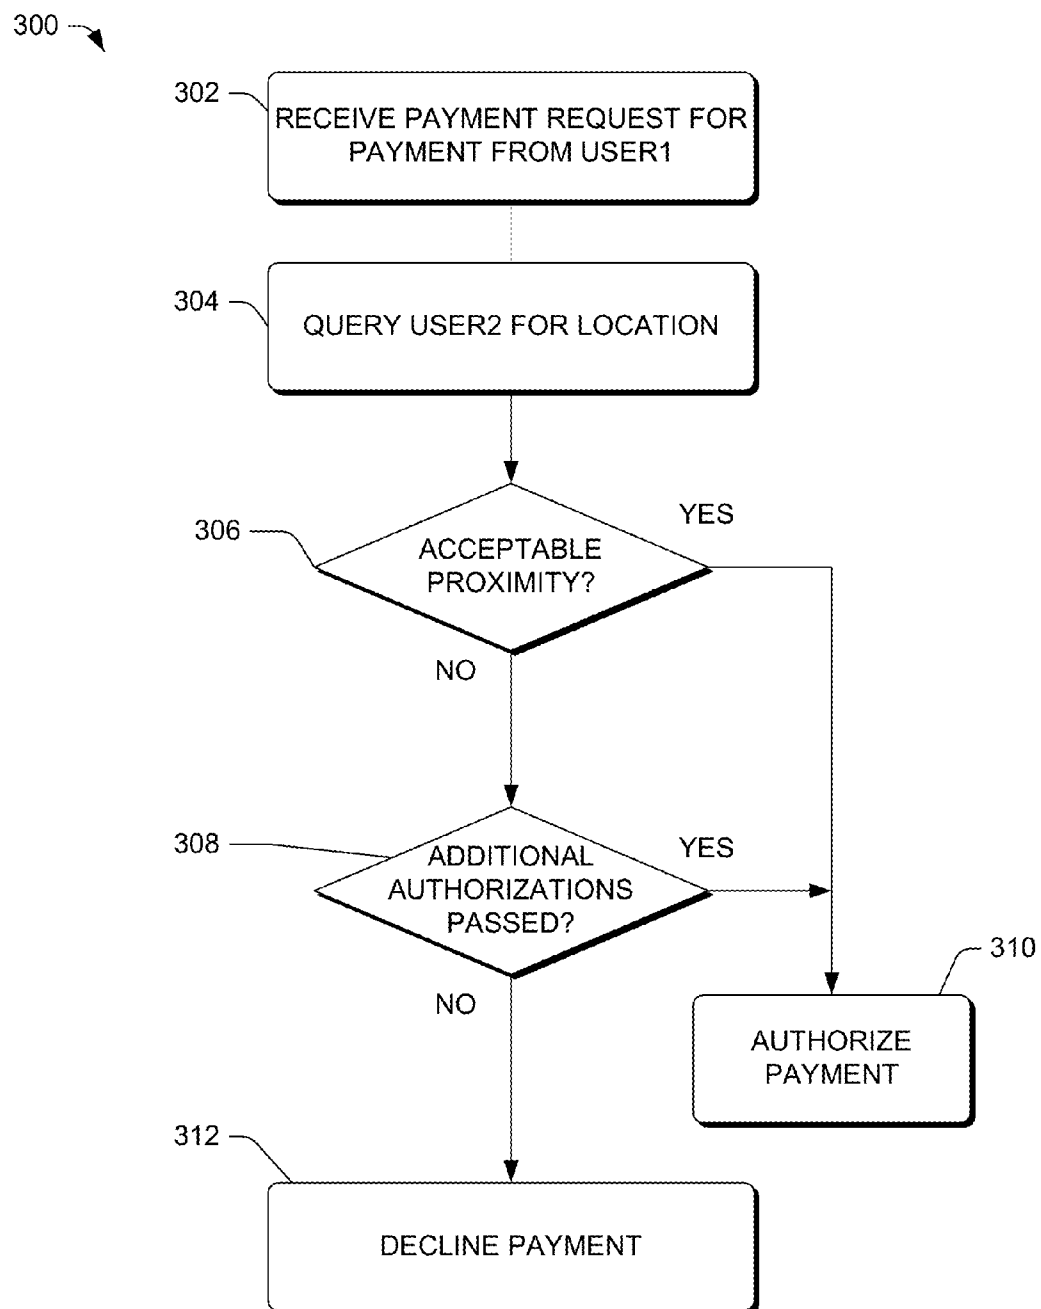 300
302
RECEIVE PAYMENT REQUEST FOR
PAYMENT FROM USER1
304
QUERY USER2 FOR LOCATION
306
YES
ACCEPTABLE
PROXIMITY?
NO
308
YES
ADDITIONAL
AUTHORIZATIONS
PASSED?
NO
310
AUTHORIZE
PAYMENT
312
DECLINE PAYMENT